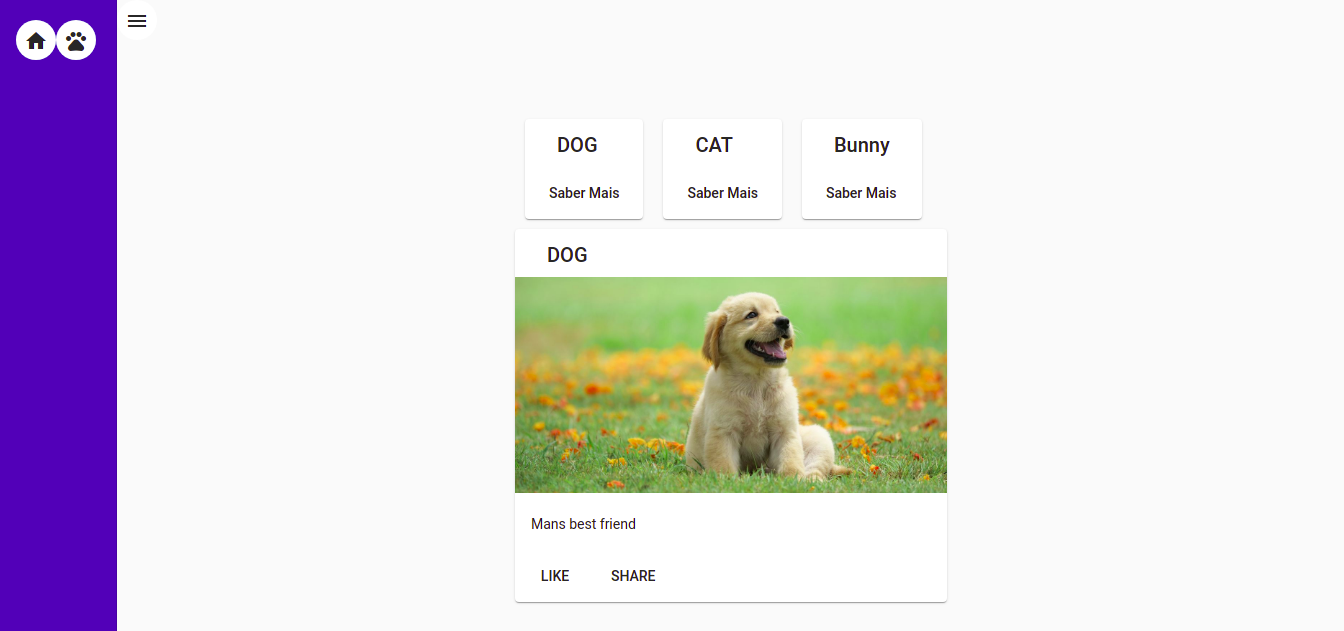 DOG
CAT
Bunny
Saber Mais
Saber Mais
Saber Mais
DOG
Mans best friend
LIKE
SHARE